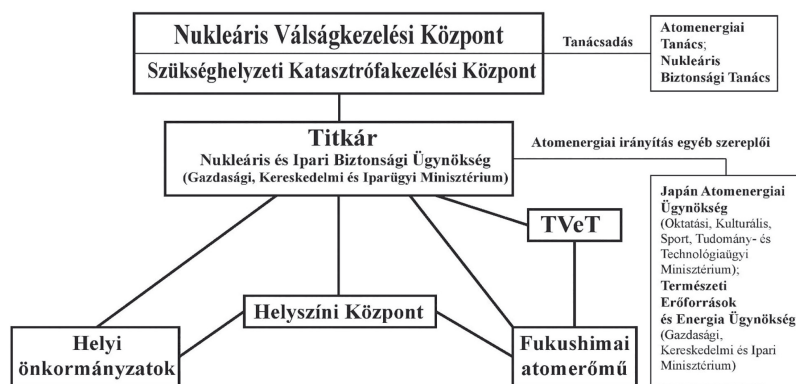 Nukleáris Válságkezelési Központ
Szükséghelyzeti Katasztrófakezelési Központ
Tanácsadás
Atomenergiai
Tanács;
Nukleáris
Biztonsági Tanács
Titkár
Nukleáris és Ipari Biztonsági Ügynökség
(Gazdasági, Kereskedelmi és Iparügyi Minisztérium)
Atomenergiai irányítás egyéb szereplői
Japán Atomenergiai
Ügynökség
(Oktatási, Kulturális,
Sport, Tudomány- és
Technológiaügyi
Minisztérium);
Természeti
Erőforrások
és Energia Ügynökség
(Gazdasági,
Kereskedelmi és Ipari
Minisztérium)
TVeT
Helyszíni Központ
Helyi
önkormányzatok
Fukushimai
atomerőmű